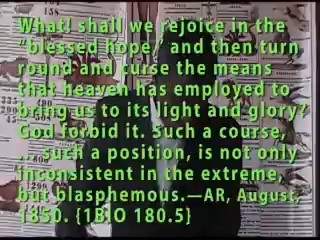 What! shall we rejoice in the
"blessed hope," and then turn
round and curse the means
that heaven has employed to
bring us to its light and glory?
God forbid it. Such a course,
... such a position, is not only
inconsistent in the extreme,
but blasphemous.—AR, August,
1850. {1BIO 180.5}